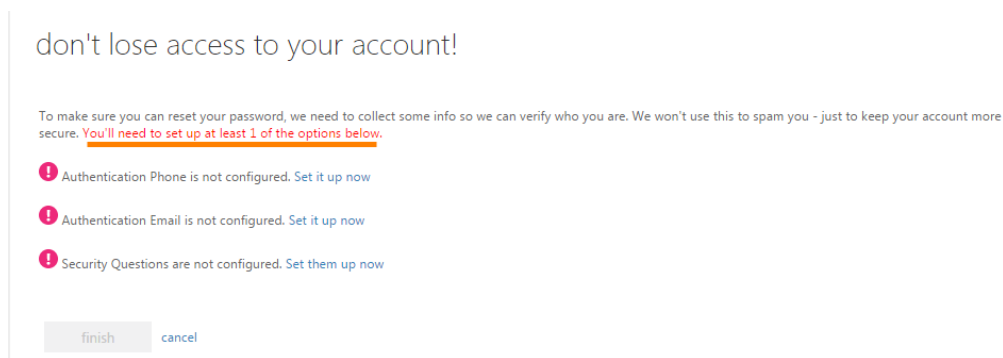 don't lose access to your account!
To make sure you can reset your password, we need to collect some info so we can verify who you are. We won't use this to spam you - just to keep your account more
secure. You'll need to set up at least 1 of the options below.
! Authentication Phone is not configured. Set it up now
! Authentication Email is not configured. Set it up now
! Security Questions are not configured. Set them up now
finish cancel